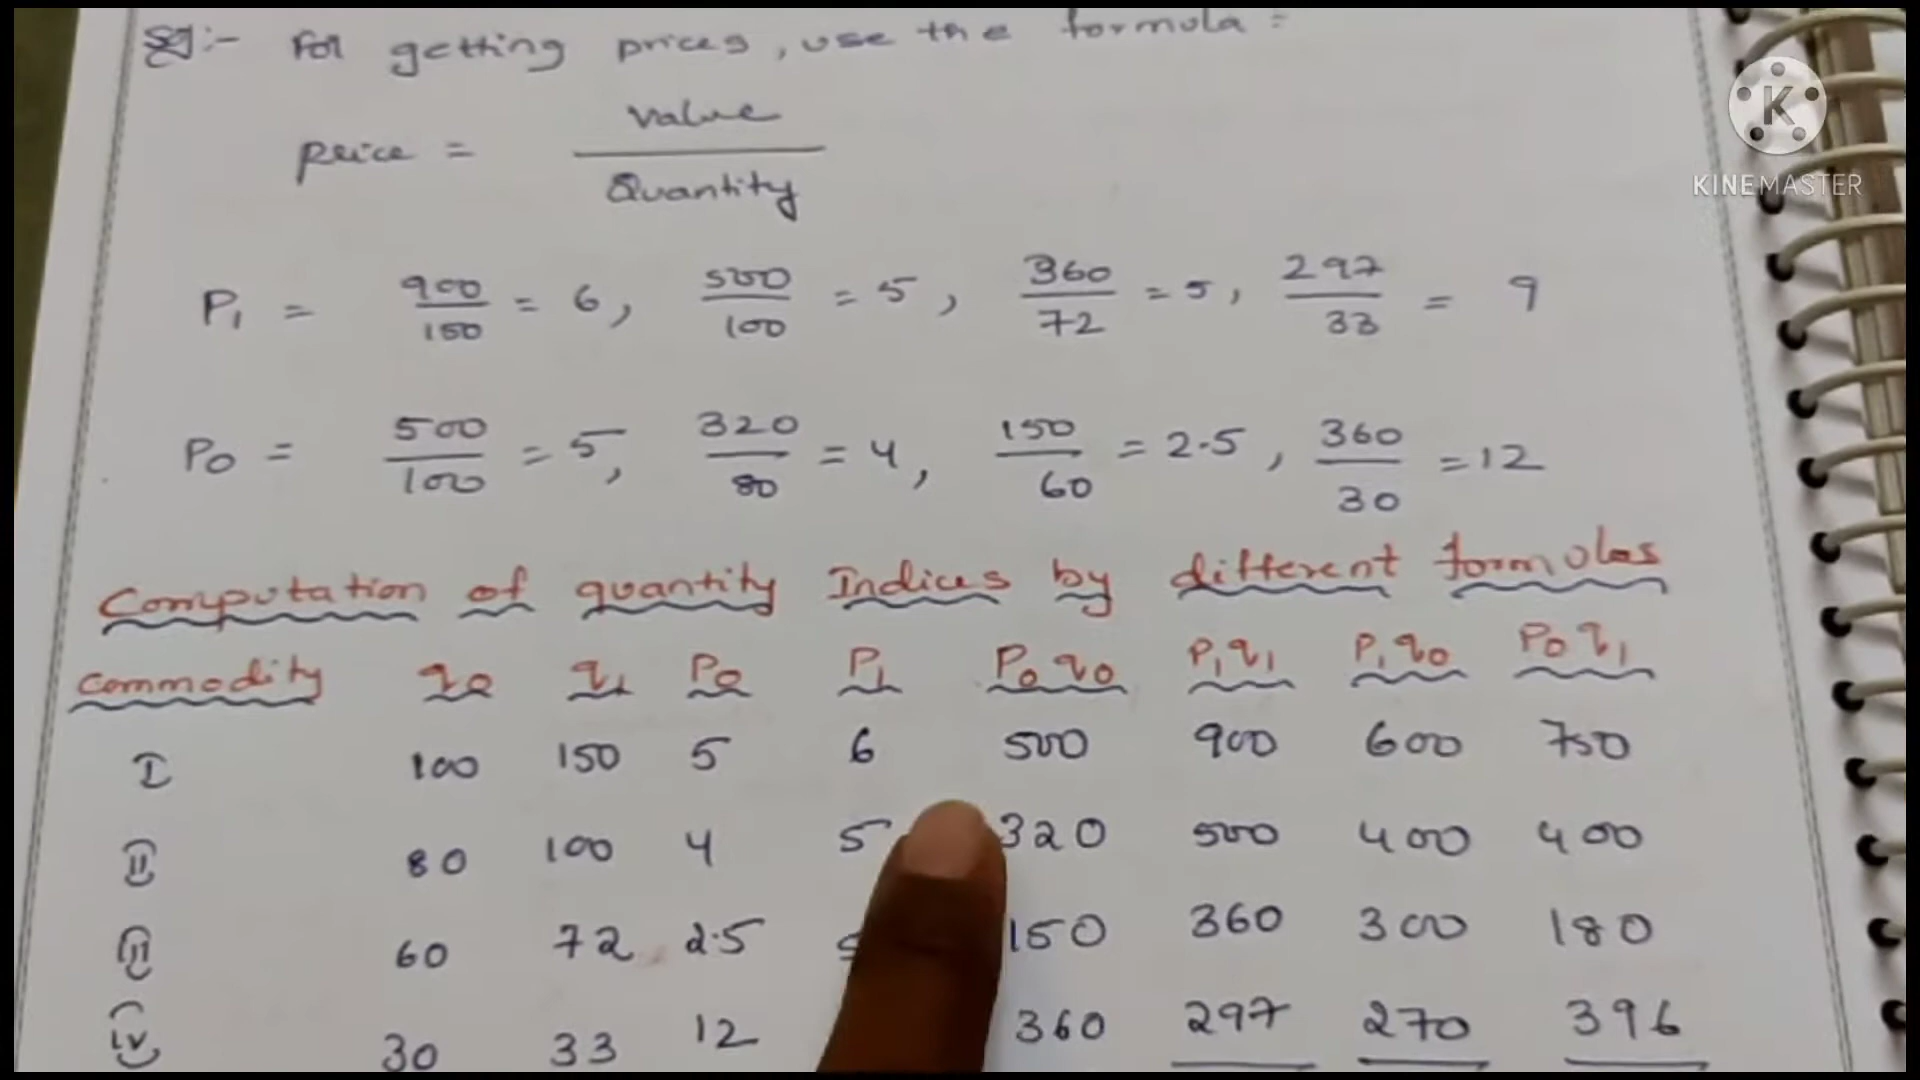 Sol:- For getting prices, use the formula =
price = Value / Quantity
P₁ = 900/150 = 6, 500/100 = 5, 360/72 = 5, 297/33 = 9
P₀ = 500/100 = 5, 320/80 = 4, 150/60 = 2.5, 360/30 = 12
Computation of quantity Indices by different formulas
Commodity q₀ q₁ P₀ P₁ P₀q₀ P₁q₁ P₁q₀ P₀q₁
I 100 150 5 6 500 900 600 750
II 80 100 4 5 320 500 400 400
III 60 72 2.5 5 150 360 300 180
IV 30 33 12 360 297 270 396
KINEMASTER